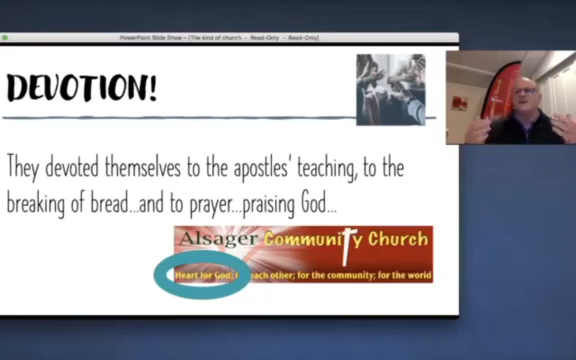 PowerPoint Slide Show - [The kind of church - Read-Only - Read-Only]
DEVOTION!
They devoted themselves to the apostles' teaching, to the
breaking of bread...and to prayer...praising God...
Alsager Community Church
Heart for God; each other; for the community; for the world